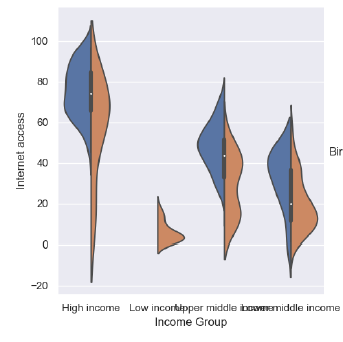 100
80
60
40
20
0
−20
Internet access
High income Low income Upper middle income Lower middle income
Income Group
Bir